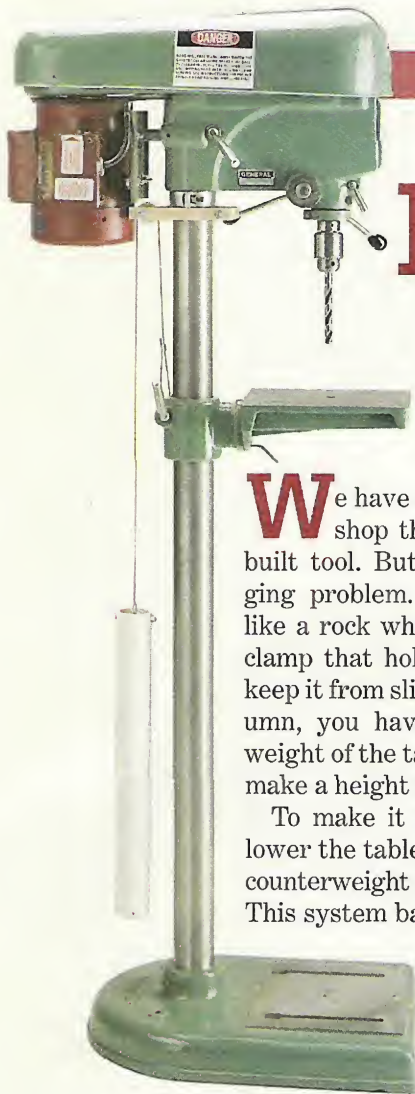 DANGER
GENERAL
We have
shop th
built tool. But
ging problem.
like a rock wh
clamp that hol
keep it from sli
umn, you hav
weight of the ta
make a height
To make it
lower the table
counterweight
This system ba